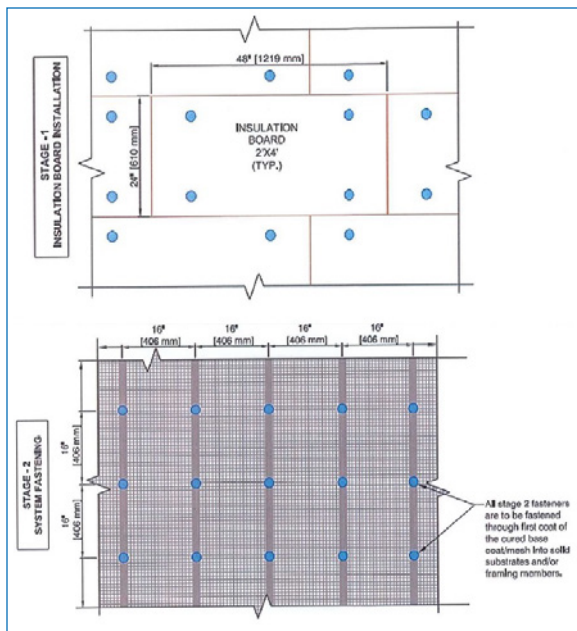 STAGE - 1
INSULATION BOARD INSTALLATION
48" [1219 mm]
24" [610 mm]
INSULATION
BOARD
2'X4'
(TYP.)
STAGE - 2
SYSTEM FASTENING
16"
[406 mm]
16"
[406 mm]
16"
[406 mm]
16"
[406 mm]
16"
[406 mm]
16"
[406 mm]
All stage 2 fasteners
are to be fastened
through first coat of
the cured base
coat/mesh into solid
substrates and/or
framing members.